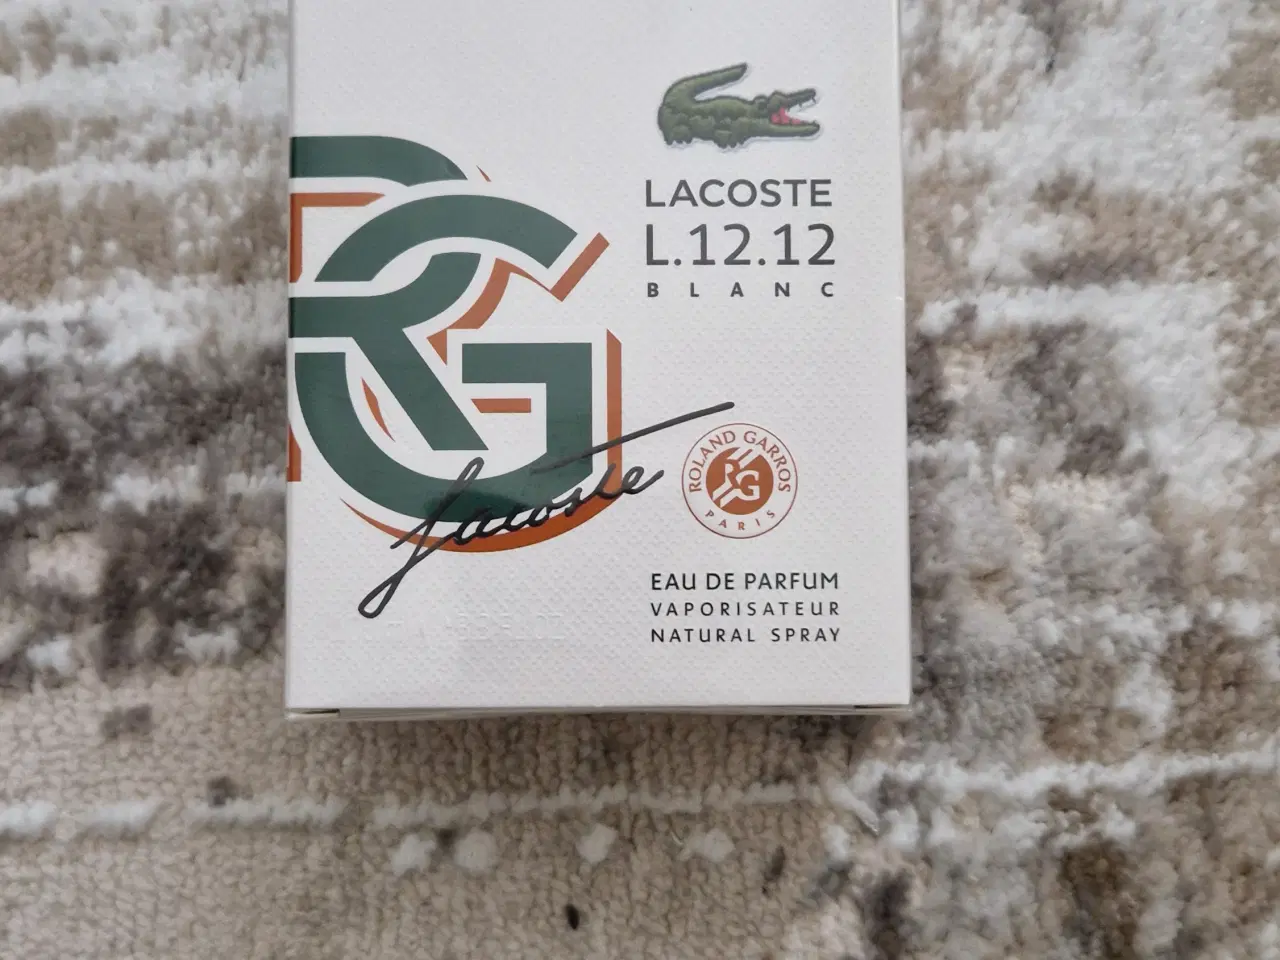 LACOSTE
L.12.12
BLANC
RG
Lacoste
ROLAND GARROS
RG
PARIS
EAU DE PARFUM
VAPORISATEUR
NATURAL SPRAY